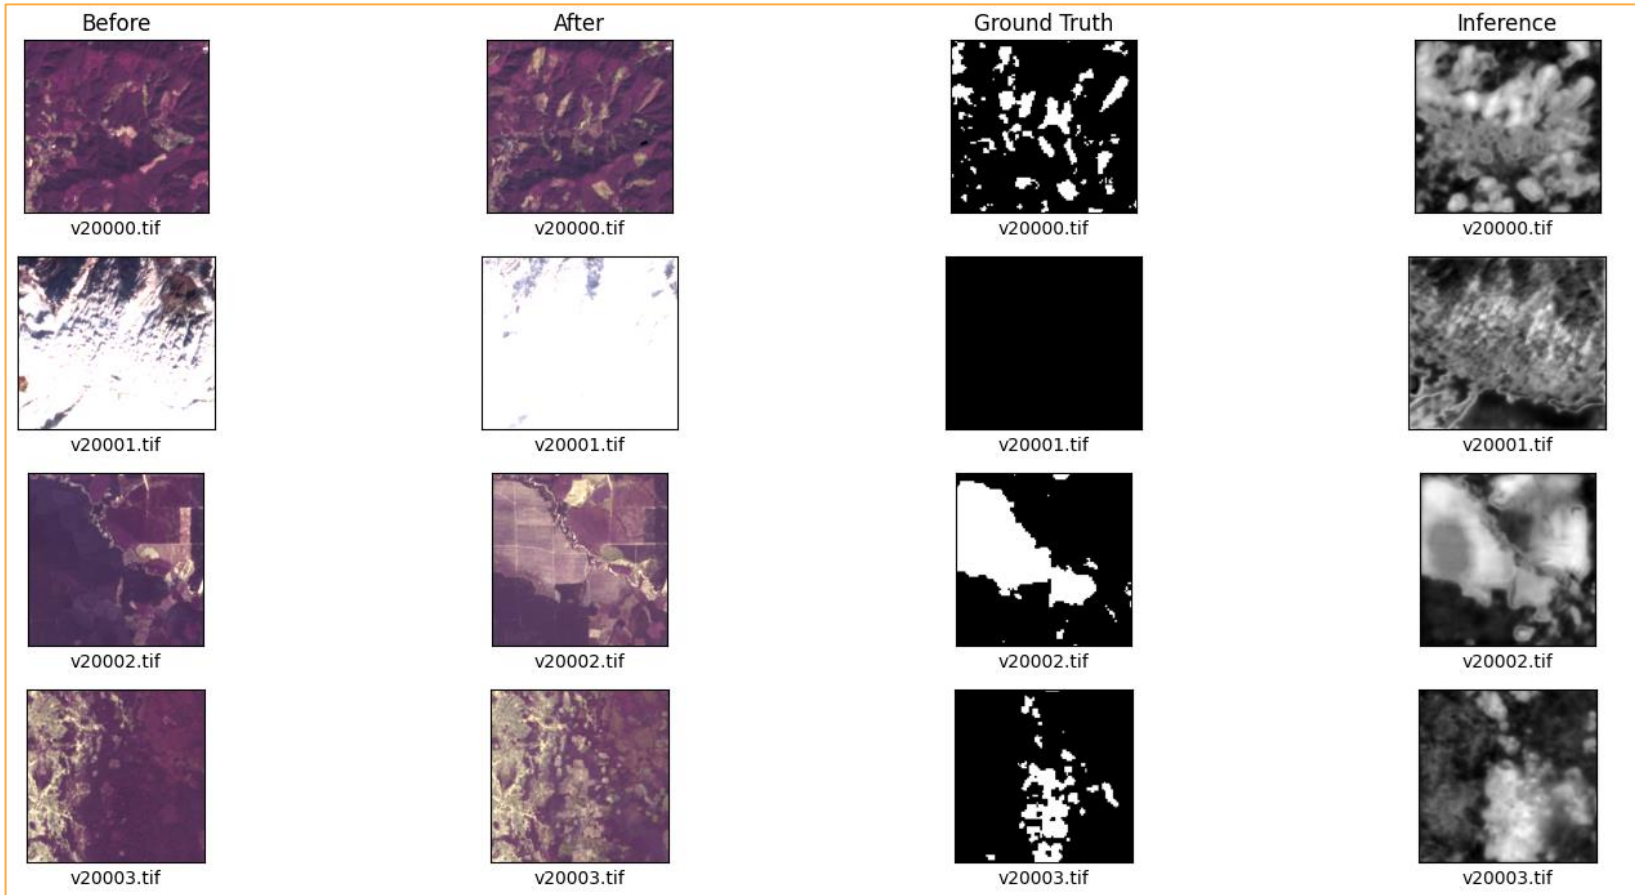 Before After Ground Truth Inference
v20000.tif v20000.tif v20000.tif v20000.tif
v20001.tif v20001.tif v20001.tif v20001.tif
v20002.tif v20002.tif v20002.tif v20002.tif
v20003.tif v20003.tif v20003.tif v20003.tif